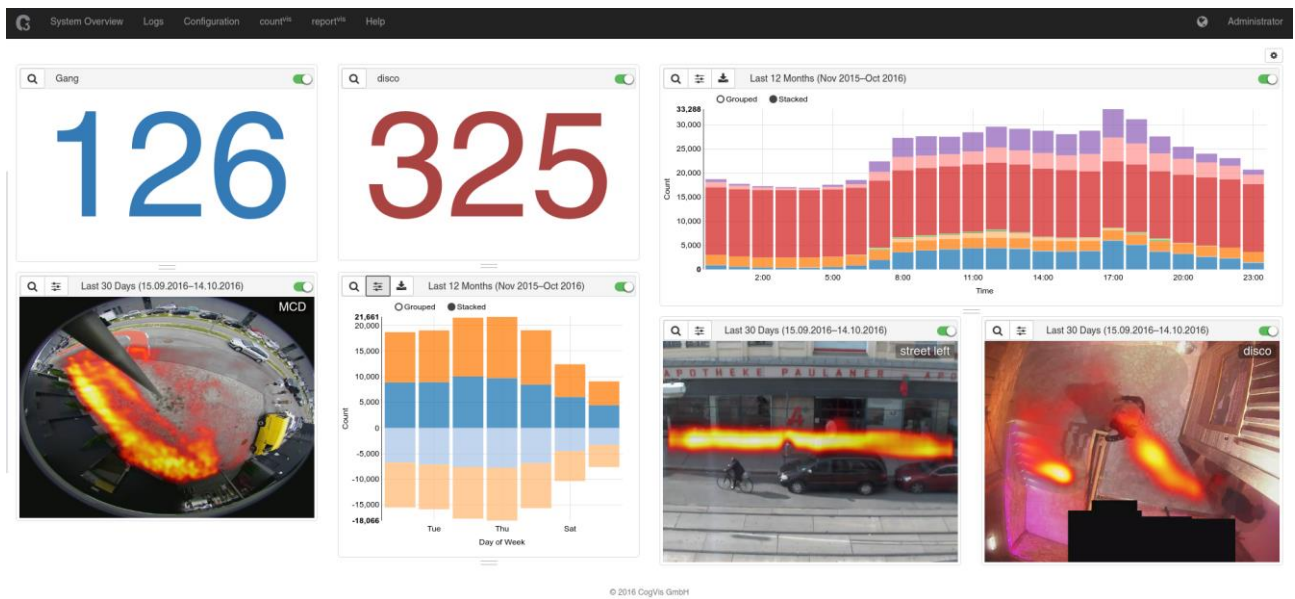 System Overview Logs Configuration countvis reportvis Help Administrator
Gang
126
disco
325
Last 12 Months (Nov 2015–Oct 2016)
Grouped Stacked
33,288
30,000
25,000
20,000
15,000
10,000
5,000
0
Count
2:00 5:00 8:00 11:00 14:00 17:00 20:00 23:00
Time
Last 30 Days (15.09.2016–14.10.2016)
MCD
Last 12 Months (Nov 2015–Oct 2016)
Grouped Stacked
21,661
20,000
15,000
10,000
5,000
0
-5,000
-10,000
-15,000
-18,066
Count
Tue Thu Sat
Day of Week
Last 30 Days (15.09.2016–14.10.2016)
street left
APOTHEKE PAULANER APO
Last 30 Days (15.09.2016–14.10.2016)
disco
© 2016 CogVis GmbH